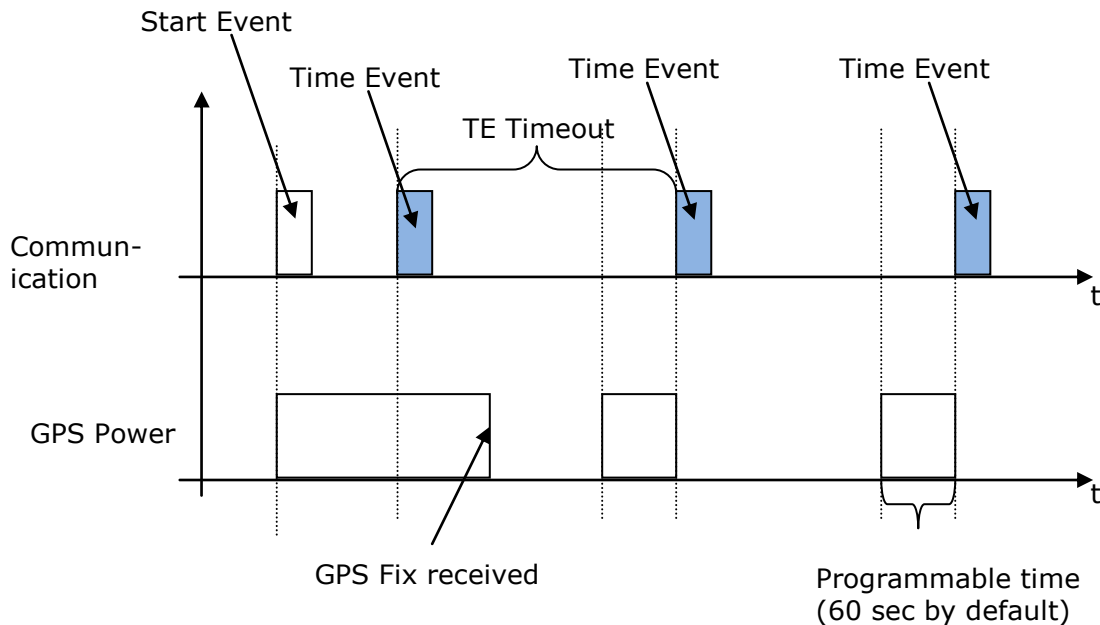 Start Event
Time Event
Time Event
Time Event
TE Timeout
Commun-
ication
t
GPS Power
t
GPS Fix received
Programmable time
(60 sec by default)